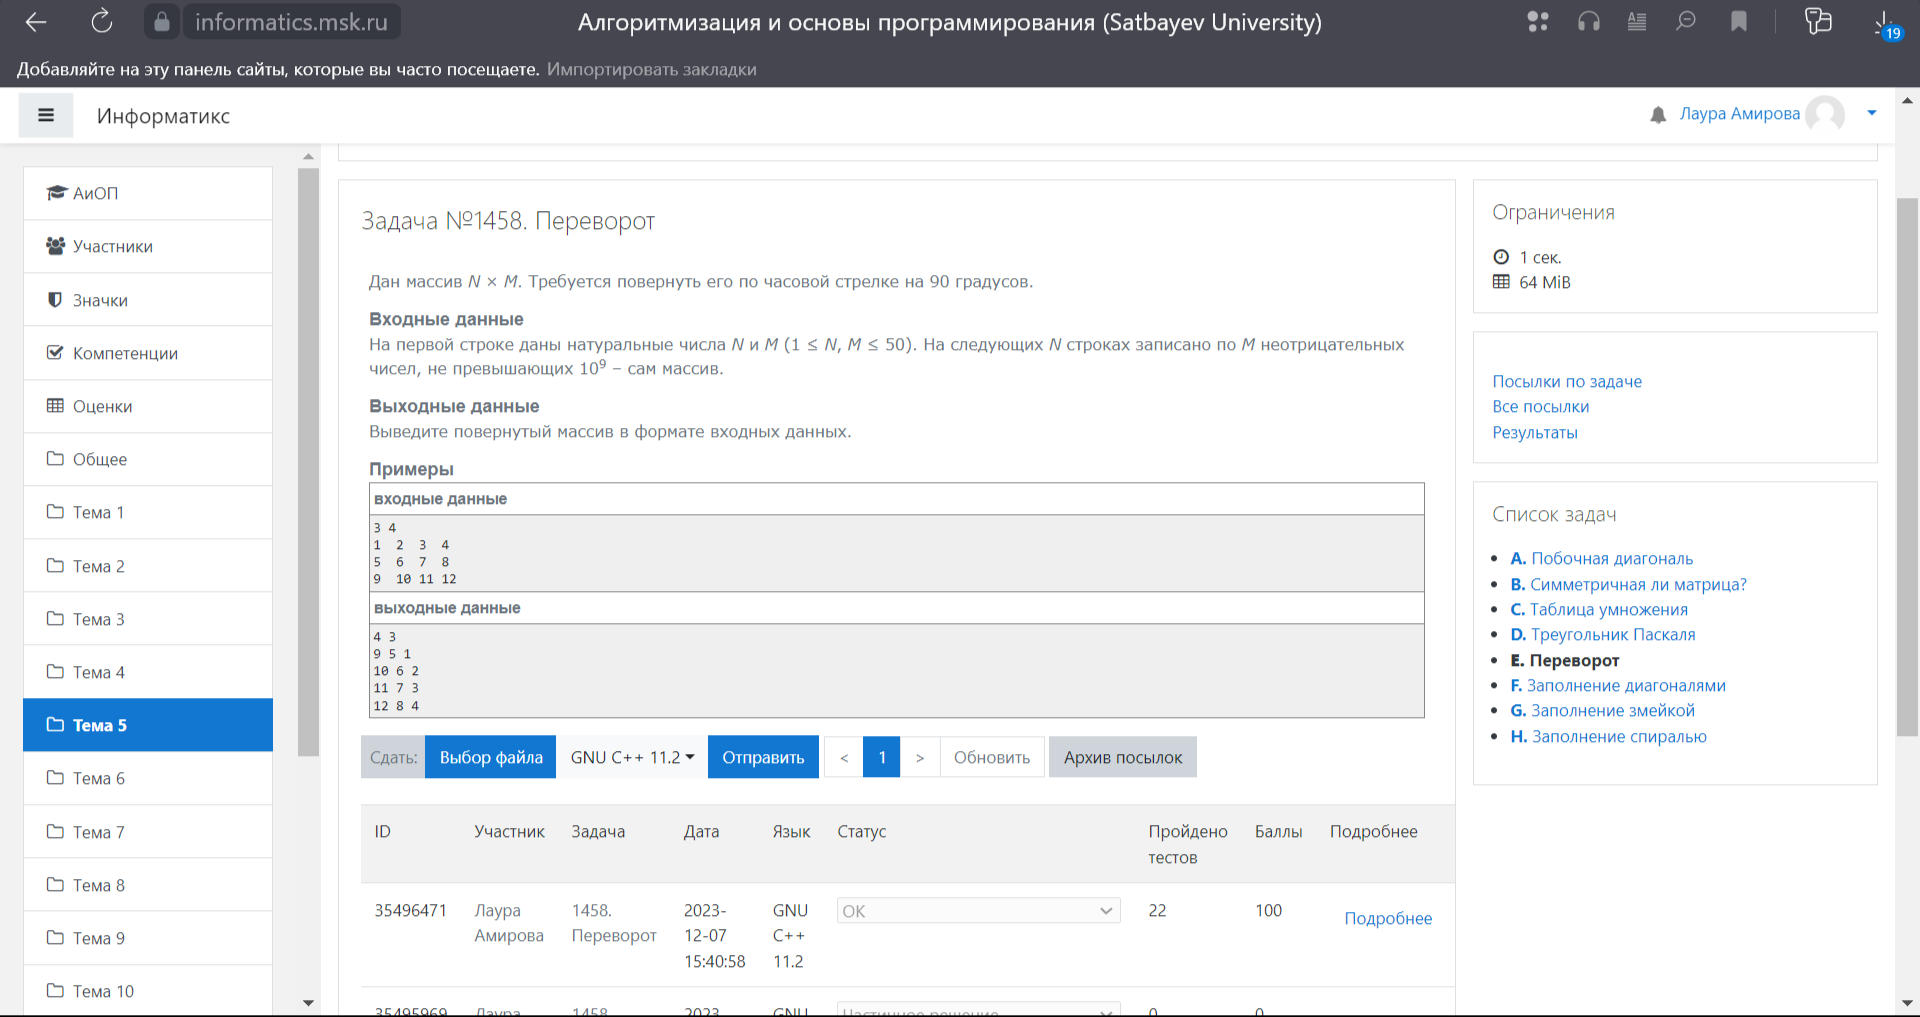 informatics.msk.ru
Алгоритмизация и основы программирования (Satbayev University)
19
Добавляйте на эту панель сайты, которые вы часто посещаете. Импортировать закладки
Информатикс
Лаура Амирова
АиОП
Участники
Значки
Компетенции
Оценки
Общее
Тема 1
Тема 2
Тема 3
Тема 4
Тема 5
Тема 6
Тема 7
Тема 8
Тема 9
Тема 10
Задача №1458. Переворот
Дан массив N × M. Требуется повернуть его по часовой стрелке на 90 градусов.
Входные данные
На первой строке даны натуральные числа N и M (1 ≤ N, M ≤ 50). На следующих N строках записано по M неотрицательных
чисел, не превышающих 10⁹ – сам массив.
Выходные данные
Выведите повернутый массив в формате входных данных.
Примеры
входные данные
3 4
1 2 3 4
5 6 7 8
9 10 11 12
выходные данные
4 3
9 5 1
10 6 2
11 7 3
12 8 4
Сдать: Выбор файла GNU C++ 11.2 Отправить < 1 > Обновить Архив посылок
ID Участник Задача Дата Язык Статус Пройдено тестов Баллы Подробнее
35496471 Лаура Амирова 1458. Переворот 2023-12-07 15:40:58 GNU C++ 11.2 OK 22 100 Подробнее
35495969 Лаура 1458. 2023- GNU Частичное решение 0 0
Ограничения
1 сек.
64 MiB
Посылки по задаче
Все посылки
Результаты
Список задач
A. Побочная диагональ
B. Симметричная ли матрица?
C. Таблица умножения
D. Треугольник Паскаля
E. Переворот
F. Заполнение диагоналями
G. Заполнение змейкой
H. Заполнение спиралью